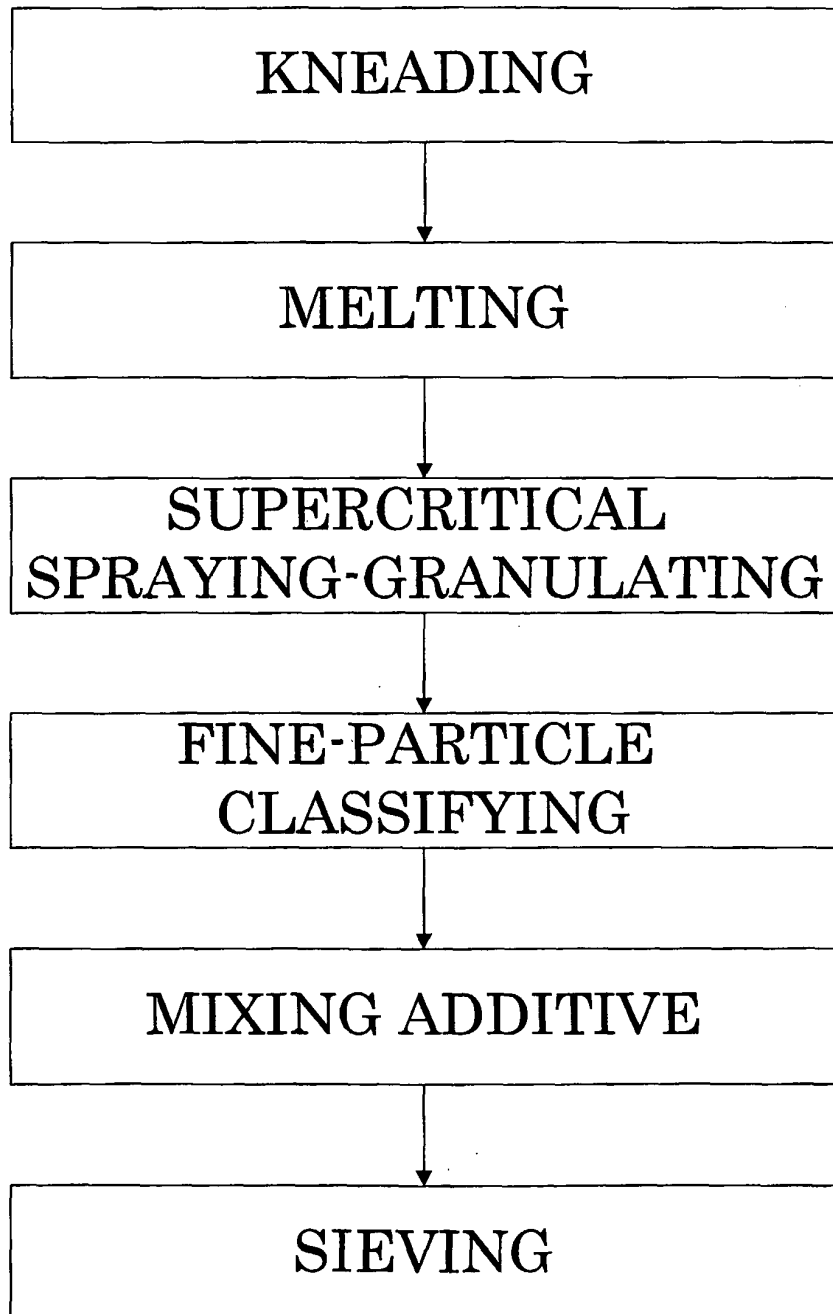 KNEADING
MELTING
SUPERCRITICAL
SPRAYING-GRANULATING
FINE-PARTICLE
CLASSIFYING
MIXING ADDITIVE
SIEVING